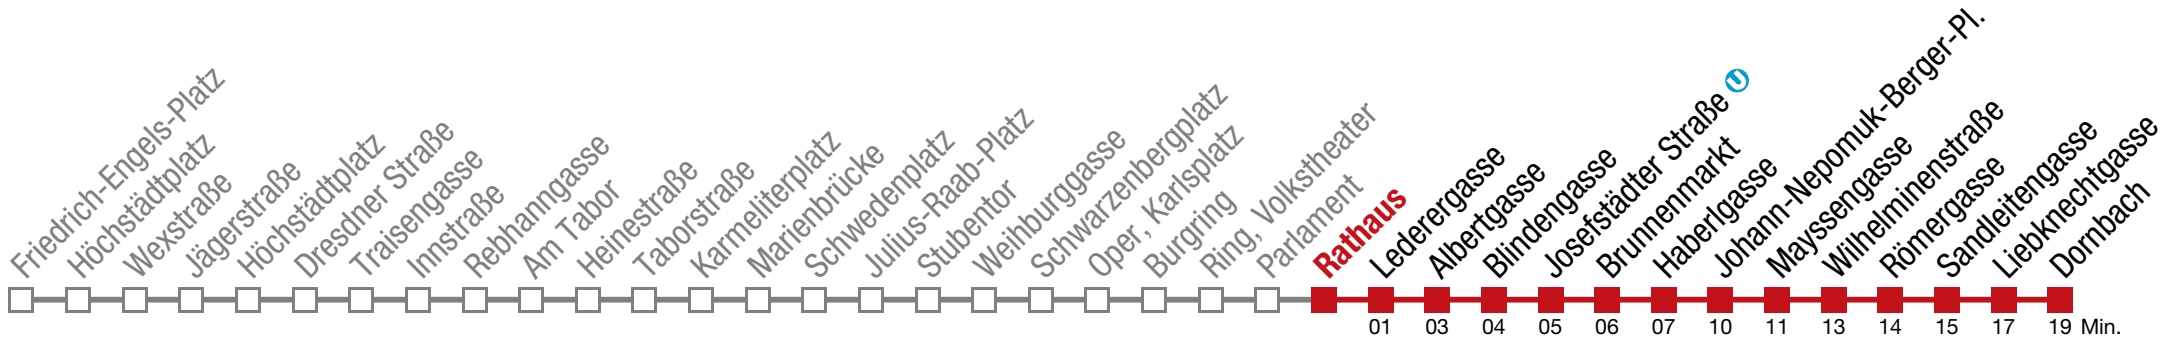 Friedrich-Engels-Platz
Höchstädtplatz
Wexstraße
Jägerstraße
Höchstädtplatz
Dresdner Straße
Traisengasse
Innstraße
Rebhanngasse
Am Tabor
Heinestraße
Taborstraße
Karmeliterplatz
Marienbrücke
Schwedenplatz
Julius-Raab-Platz
Stubentor
Weihburggasse
Schwarzenbergplatz
Oper, Karlsplatz
Burgring
Ring, Volkstheater
Parlament
Rathaus
Lederergasse
Albertgasse
Blindengasse
Josefstädter Straße U
Brunnenmarkt
Haberlgasse
Johann-Nepomuk-Berger-Pl.
Mayssengasse
Wilhelminenstraße
Römergasse
Sandleitengasse
Liebknechtgasse
Dornbach
01 03 04 05 06 07 10 11 13 14 15 17 19 Min.